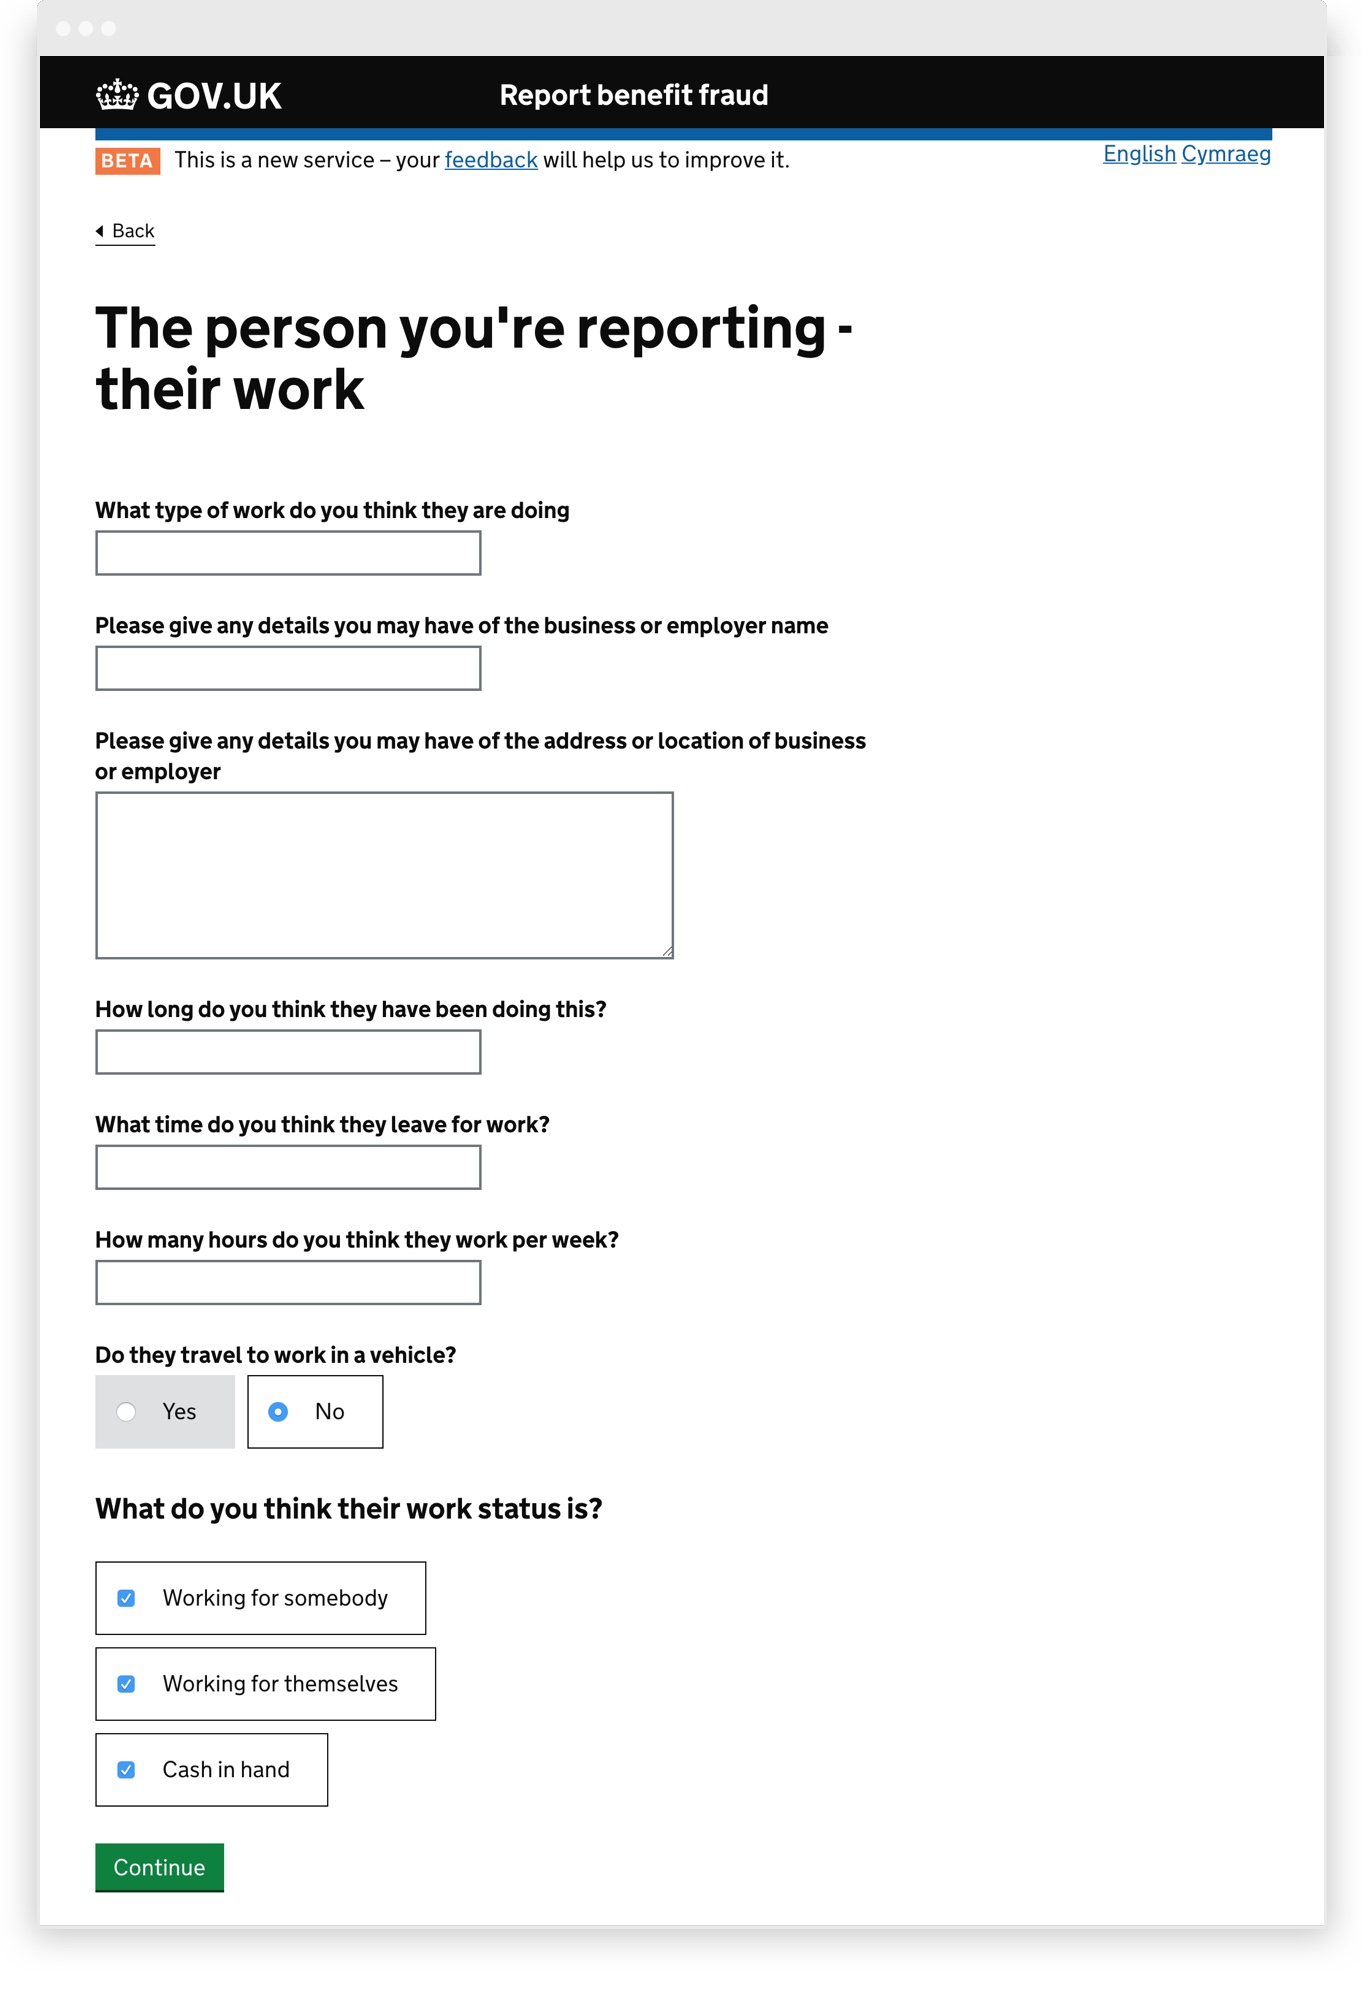 GOV.UK
Report benefit fraud
BETA This is a new service – your feedback will help us to improve it.
English Cymraeg
Back
The person you're reporting -
their work
What type of work do you think they are doing
Please give any details you may have of the business or employer name
Please give any details you may have of the address or location of business
or employer
How long do you think they have been doing this?
What time do you think they leave for work?
How many hours do you think they work per week?
Do they travel to work in a vehicle?
Yes
No
What do you think their work status is?
Working for somebody
Working for themselves
Cash in hand
Continue